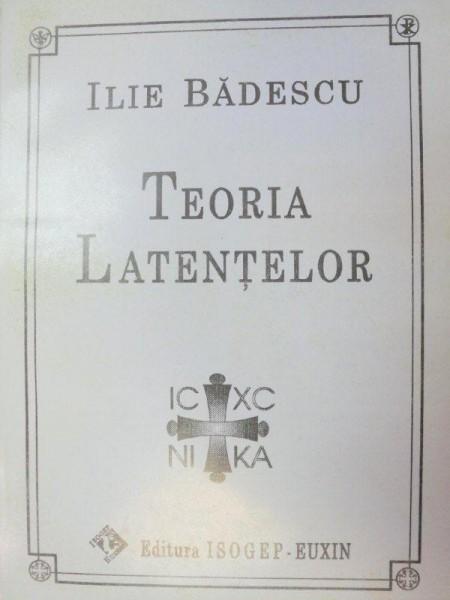 ILIE BĂDESCU
TEORIA
LATENȚELOR
IC XC
NI KA
Editura ISOGEP - EUXIN